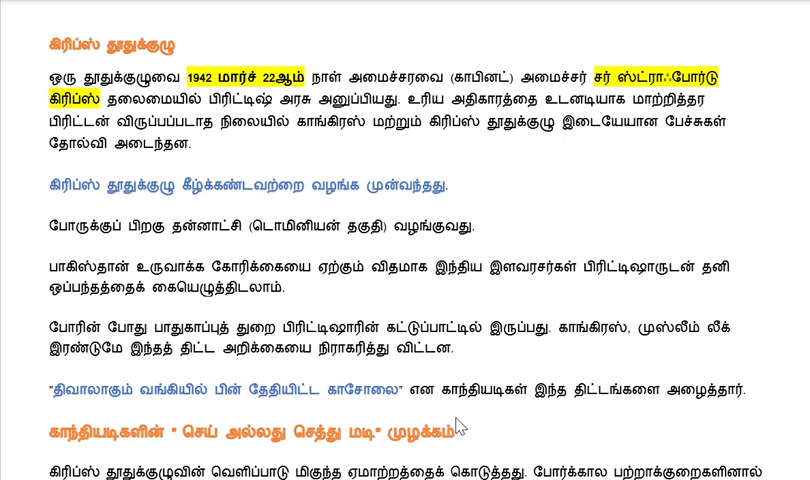 கிரிப்ஸ் தூதுக்குழு
ஒரு தூதுக்குழுவை 1942 மார்ச் 22ஆம் நாள் அமைச்சரவை (காபினட்) அமைச்சர் சர் ஸ்ட்ராஃபோர்டு
கிரிப்ஸ் தலைமையில் பிரிட்டிஷ் அரசு அனுப்பியது. உரிய அதிகாரத்தை உடனடியாக மாற்றித்தர
பிரிட்டன் விருப்பப்படாத நிலையில் காங்கிரஸ் மற்றும் கிரிப்ஸ் தூதுக்குழு இடையேயான பேச்சுகள்
தோல்வி அடைந்தன.
கிரிப்ஸ் தூதுக்குழு கீழ்க்கண்டவற்றை வழங்க முன்வந்தது.
போருக்குப் பிறகு தன்னாட்சி (டொமினியன் தகுதி) வழங்குவது.
பாகிஸ்தான் உருவாக்க கோரிக்கையை ஏற்கும் விதமாக இந்திய இளவரசர்கள் பிரிட்டிஷாருடன் தனி
ஒப்பந்தத்தைக் கையெழுத்திடலாம்.
போரின் போது பாதுகாப்புத் துறை பிரிட்டிஷாரின் கட்டுப்பாட்டில் இருப்பது. காங்கிரஸ், முஸ்லீம் லீக்
இரண்டுமே இந்தத் திட்ட அறிக்கையை நிராகரித்து விட்டன.
"திவாலாகும் வங்கியில் பின் தேதியிட்ட காசோலை" என காந்தியடிகள் இந்த திட்டங்களை அழைத்தார்.
காந்தியடிகளின் " செய் அல்லது செத்து மடி" முழக்கம்
கிரிப்ஸ் தூதுக்குழுவின் வெளிப்பாடு மிகுந்த ஏமாற்றத்தைக் கொடுத்தது. போர்க்கால பற்றாக்குறைகளினால்